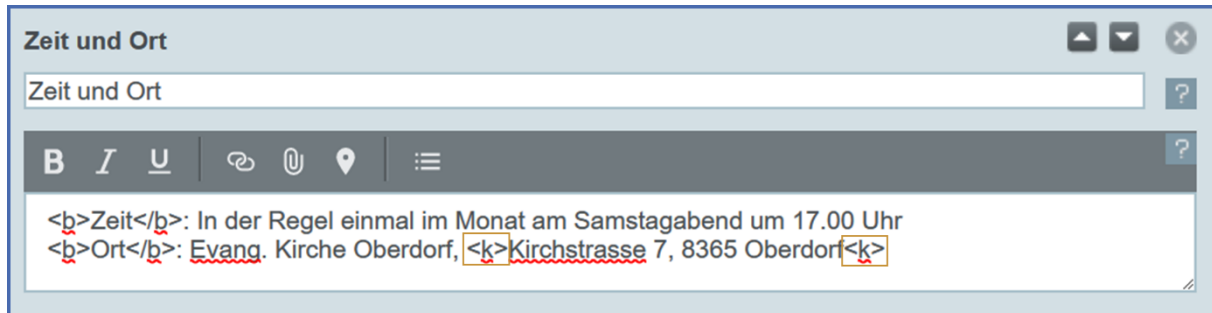 Zeit und Ort
Zeit und Ort
?
B I U ?
<b>Zeit</b>: In der Regel einmal im Monat am Samstagabend um 17.00 Uhr
<b>Ort</b>: Evang. Kirche Oberdorf, <k>Kirchstrasse 7, 8365 Oberdorf<k>